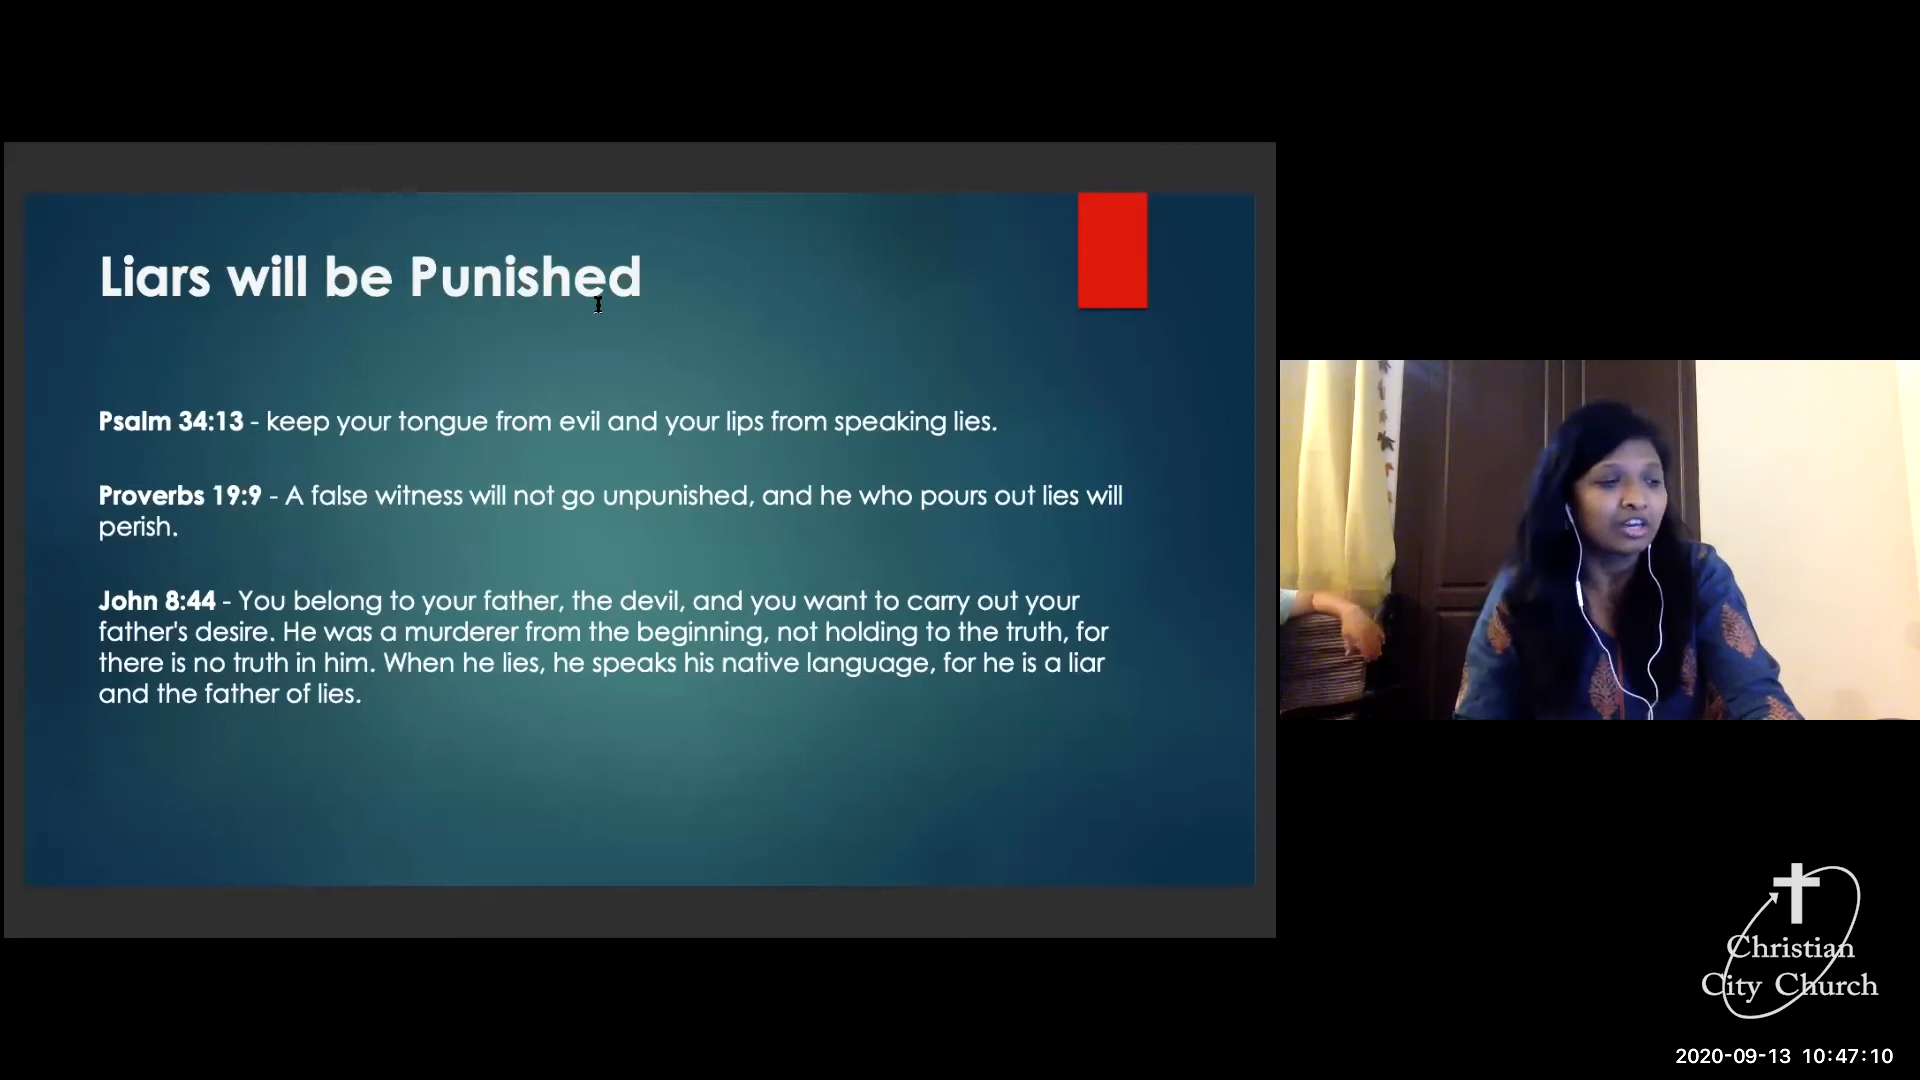 Liars will be Punished
Psalm 34:13 - keep your tongue from evil and your lips from speaking lies.
Proverbs 19:9 - A false witness will not go unpunished, and he who pours out lies will
perish.
John 8:44 - You belong to your father, the devil, and you want to carry out your
father's desire. He was a murderer from the beginning, not holding to the truth, for
there is no truth in him. When he lies, he speaks his native language, for he is a liar
and the father of lies.
Christian
City Church
2020-09-13 10:47:10